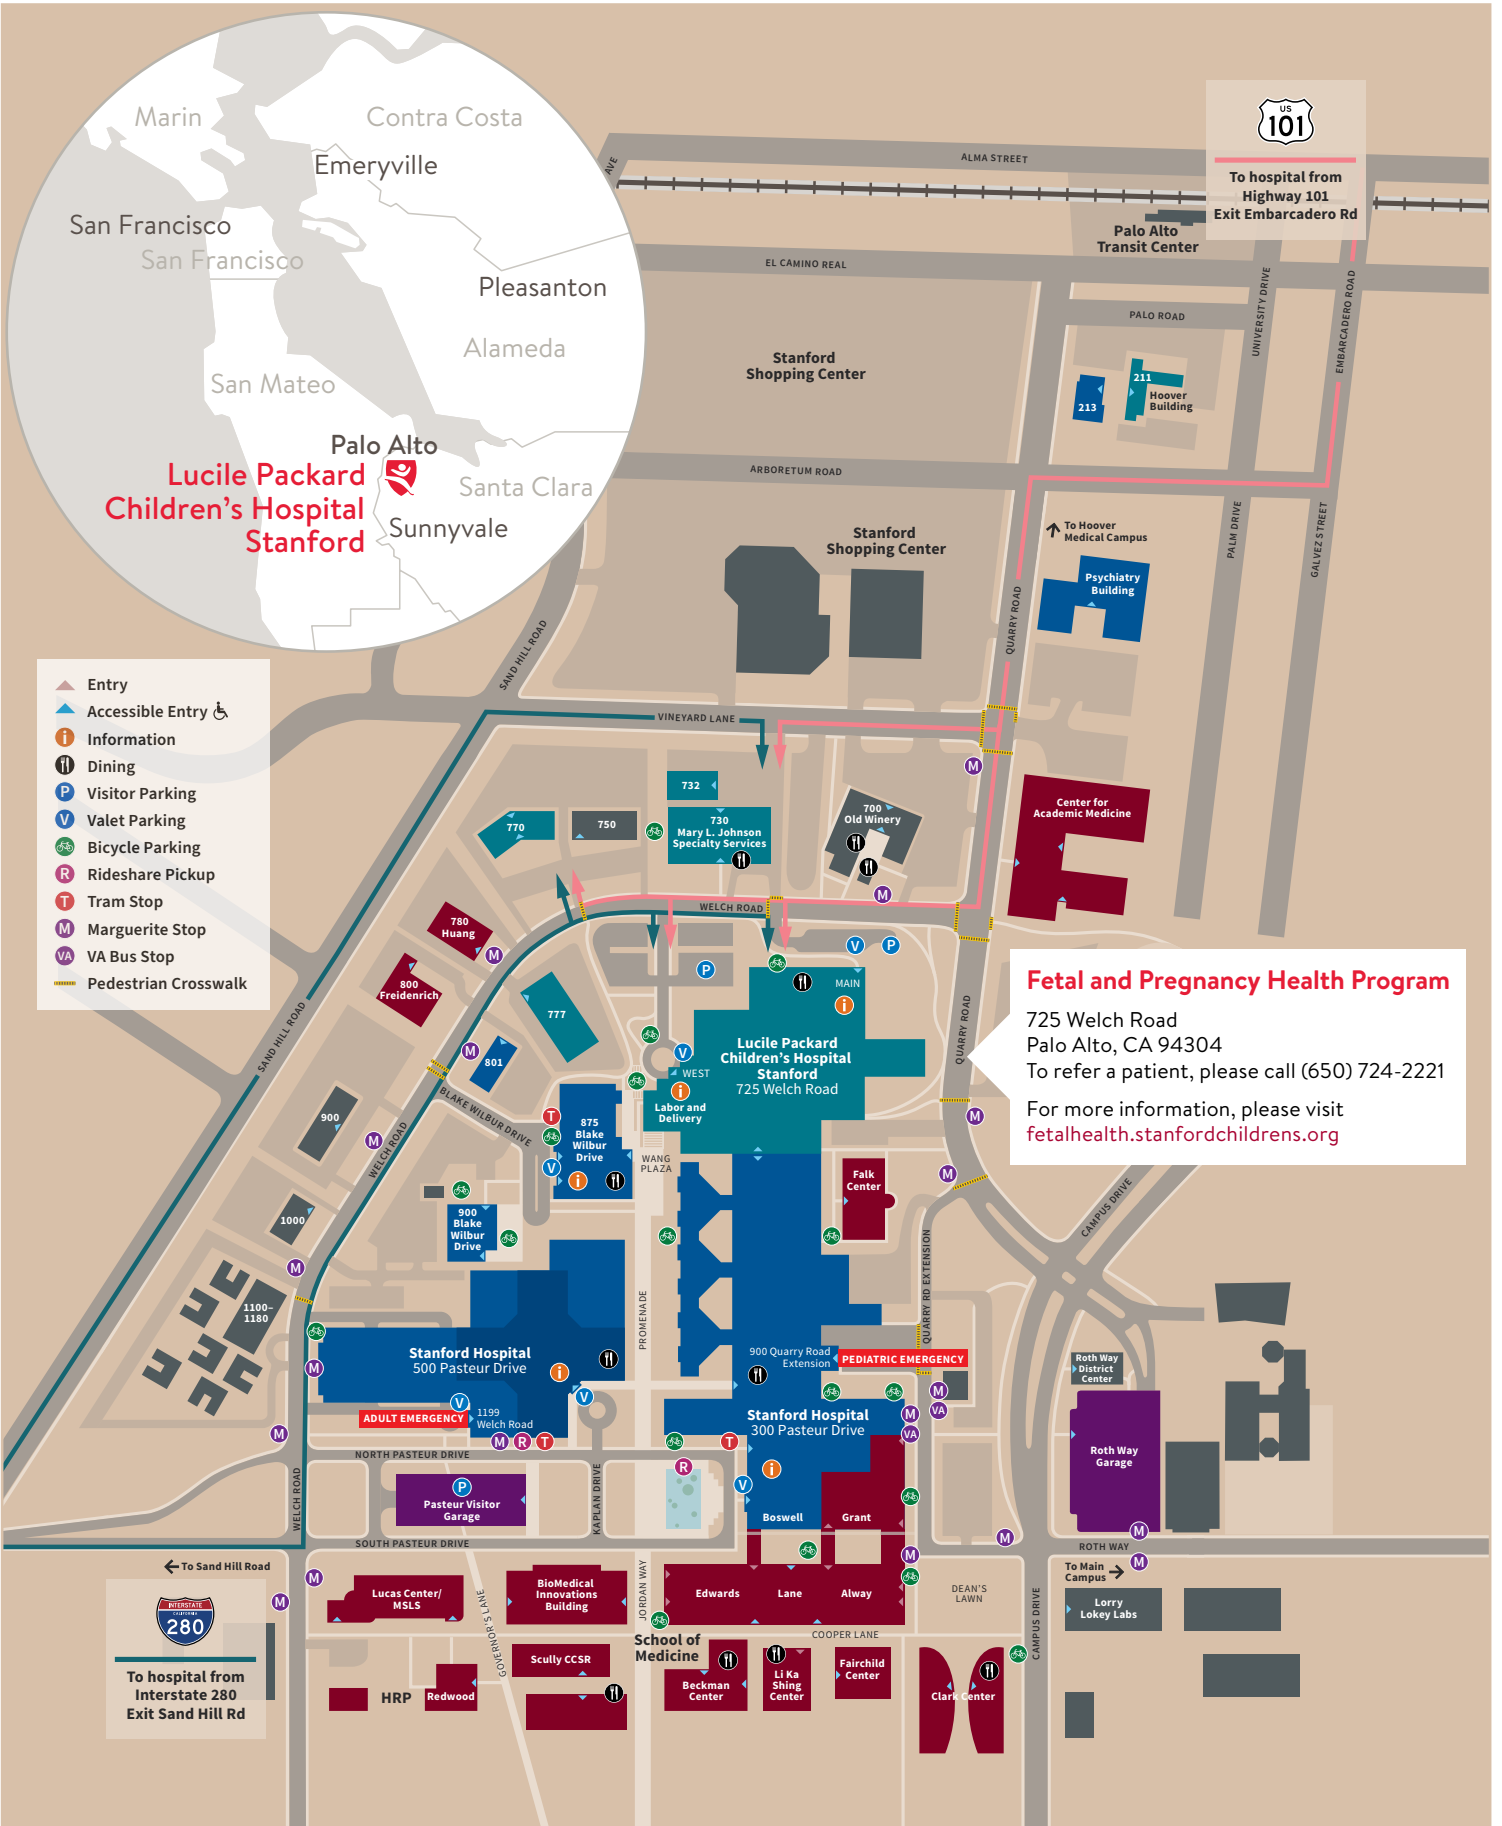 Marin
Contra Costa
Emeryville
San Francisco
San Francisco
Pleasanton
Alameda
San Mateo
Palo Alto
Lucile Packard
Children's Hospital
Stanford
Santa Clara
Sunnyvale
US
101
To hospital from
Highway 101
Exit Embarcadero Rd
AVE
ALMA STREET
Palo Alto
Transit Center
EL CAMINO REAL
PALO ROAD
UNIVERSITY DRIVE
EMBARCADERO ROAD
Stanford
Shopping Center
211
Hoover
Building
213
ARBORETUM ROAD
PALM DRIVE
GALVEZ STREET
To Hoover
Medical Campus
Stanford
Shopping Center
Psychiatry
Building
QUARRY ROAD
SAND HILL ROAD
Entry
Accessible Entry
i Information
Dining
P Visitor Parking
V Valet Parking
Bicycle Parking
R Rideshare Pickup
T Tram Stop
M Marguerite Stop
VA VA Bus Stop
Pedestrian Crosswalk
VINEYARD LANE
M
732
770
750
730
Mary L. Johnson
Specialty Services
700
Old Winery
Center for
Academic Medicine
M
WELCH ROAD
780
Huang
M
800
Freidenrich
V
P
P
777
MAIN
i
SAND HILL ROAD
M
801
V
WEST
i
Labor and
Delivery
Lucile Packard
Children's Hospital
Stanford
725 Welch Road
QUARRY ROAD
Fetal and Pregnancy Health Program
725 Welch Road
Palo Alto, CA 94304
To refer a patient, please call (650) 724-2221
For more information, please visit
fetalhealth.stanfordchildrens.org
BLAKE WILBUR DRIVE
900
M
WELCH ROAD
T
V
875
Blake
Wilbur
Drive
i
WANG
PLAZA
M
M
Falk
Center
CAMPUS DRIVE
1000
900
Blake
Wilbur
Drive
M
1100–
1180
PROMENADE
QUARRY RD EXTENSION
M
Stanford Hospital
500 Pasteur Drive
i
900 Quarry Road
Extension
PEDIATRIC EMERGENCY
Roth Way
District
Center
V
V
ADULT EMERGENCY
1199
Welch Road
M
VA
M
VA
Stanford Hospital
300 Pasteur Drive
M
M
R
T
T
NORTH PASTEUR DRIVE
Roth Way
Garage
R
i
V
P
Pasteur Visitor
Garage
WELCH ROAD
KAPLAN DRIVE
Boswell
Grant
M
M
SOUTH PASTEUR DRIVE
ROTH WAY
M
M
To Sand Hill Road
To Main
Campus
INTERSTATE
CALIFORNIA
280
To hospital from
Interstate 280
Exit Sand Hill Rd
M
M
Lucas Center/
MSLS
GOVERNOR'S LANE
BioMedical
Innovations
Building
JORDAN WAY
Edwards
Lane
Alway
DEAN'S
LAWN
CAMPUS DRIVE
Lorry
Lokey Labs
COOPER LANE
School of
Medicine
Scully CCSR
HRP
Redwood
Beckman
Center
Li Ka
Shing
Center
Fairchild
Center
Clark Center